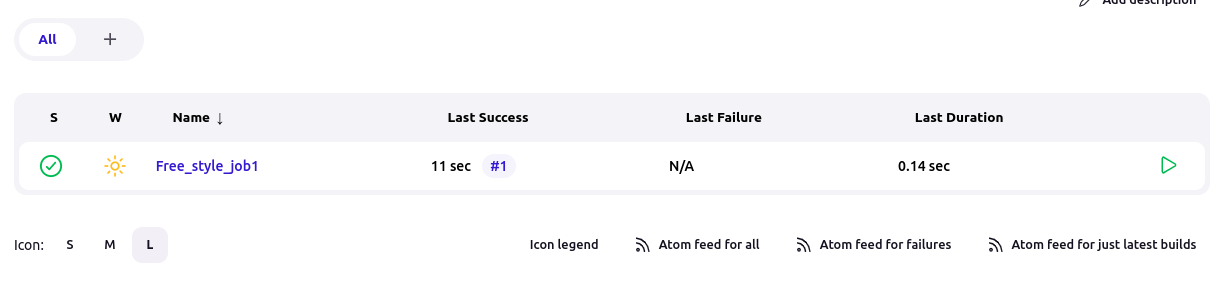 Add description
All +
S W Name ↓ Last Success Last Failure Last Duration
Free_style_job1 11 sec #1 N/A 0.14 sec
Icon: S M L Icon legend Atom feed for all Atom feed for failures Atom feed for just latest builds